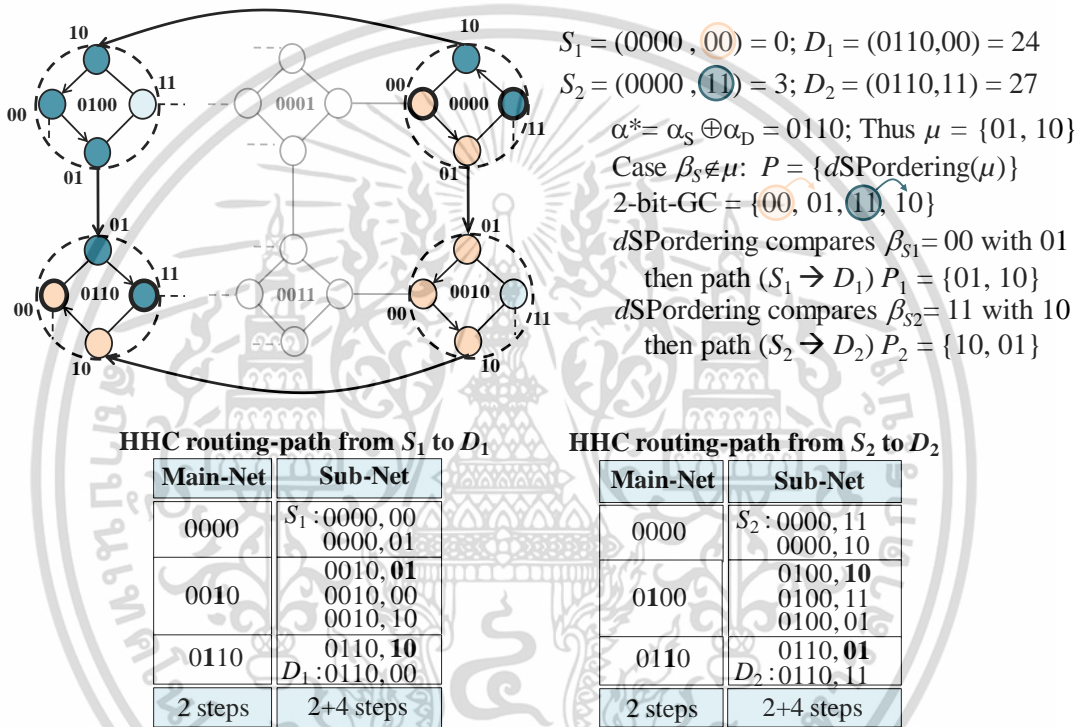 10
11
00
0100
01
0001
10
00
0000
11
01
01
11
00
0110
10
0011
01
00
0010
11
10
S₁ = (0000 , 00) = 0; D₁ = (0110,00) = 24
S₂ = (0000 , 11) = 3; D₂ = (0110,11) = 27
α*= α_S ⊕α_D = 0110; Thus μ = {01, 10}
Case β_S∉μ: P = {dSPordering(μ)}
2-bit-GC = {00, 01, 11, 10}
dSPordering compares β_S1= 00 with 01
then path (S₁ → D₁) P₁ = {01, 10}
dSPordering compares β_S2= 11 with 10
then path (S₂ → D₂) P₂ = {10, 01}
HHC routing-path from S₁ to D₁
Main-Net Sub-Net
0000 S₁ : 0000, 00
0000, 01
0010 0010, 01
0010, 00
0010, 10
0110 0110, 10
D₁ : 0110, 00
2 steps 2+4 steps
HHC routing-path from S₂ to D₂
Main-Net Sub-Net
0000 S₂ : 0000, 11
0000, 10
0100 0100, 10
0100, 11
0100, 01
0110 0110, 01
D₂ : 0110, 11
2 steps 2+4 steps